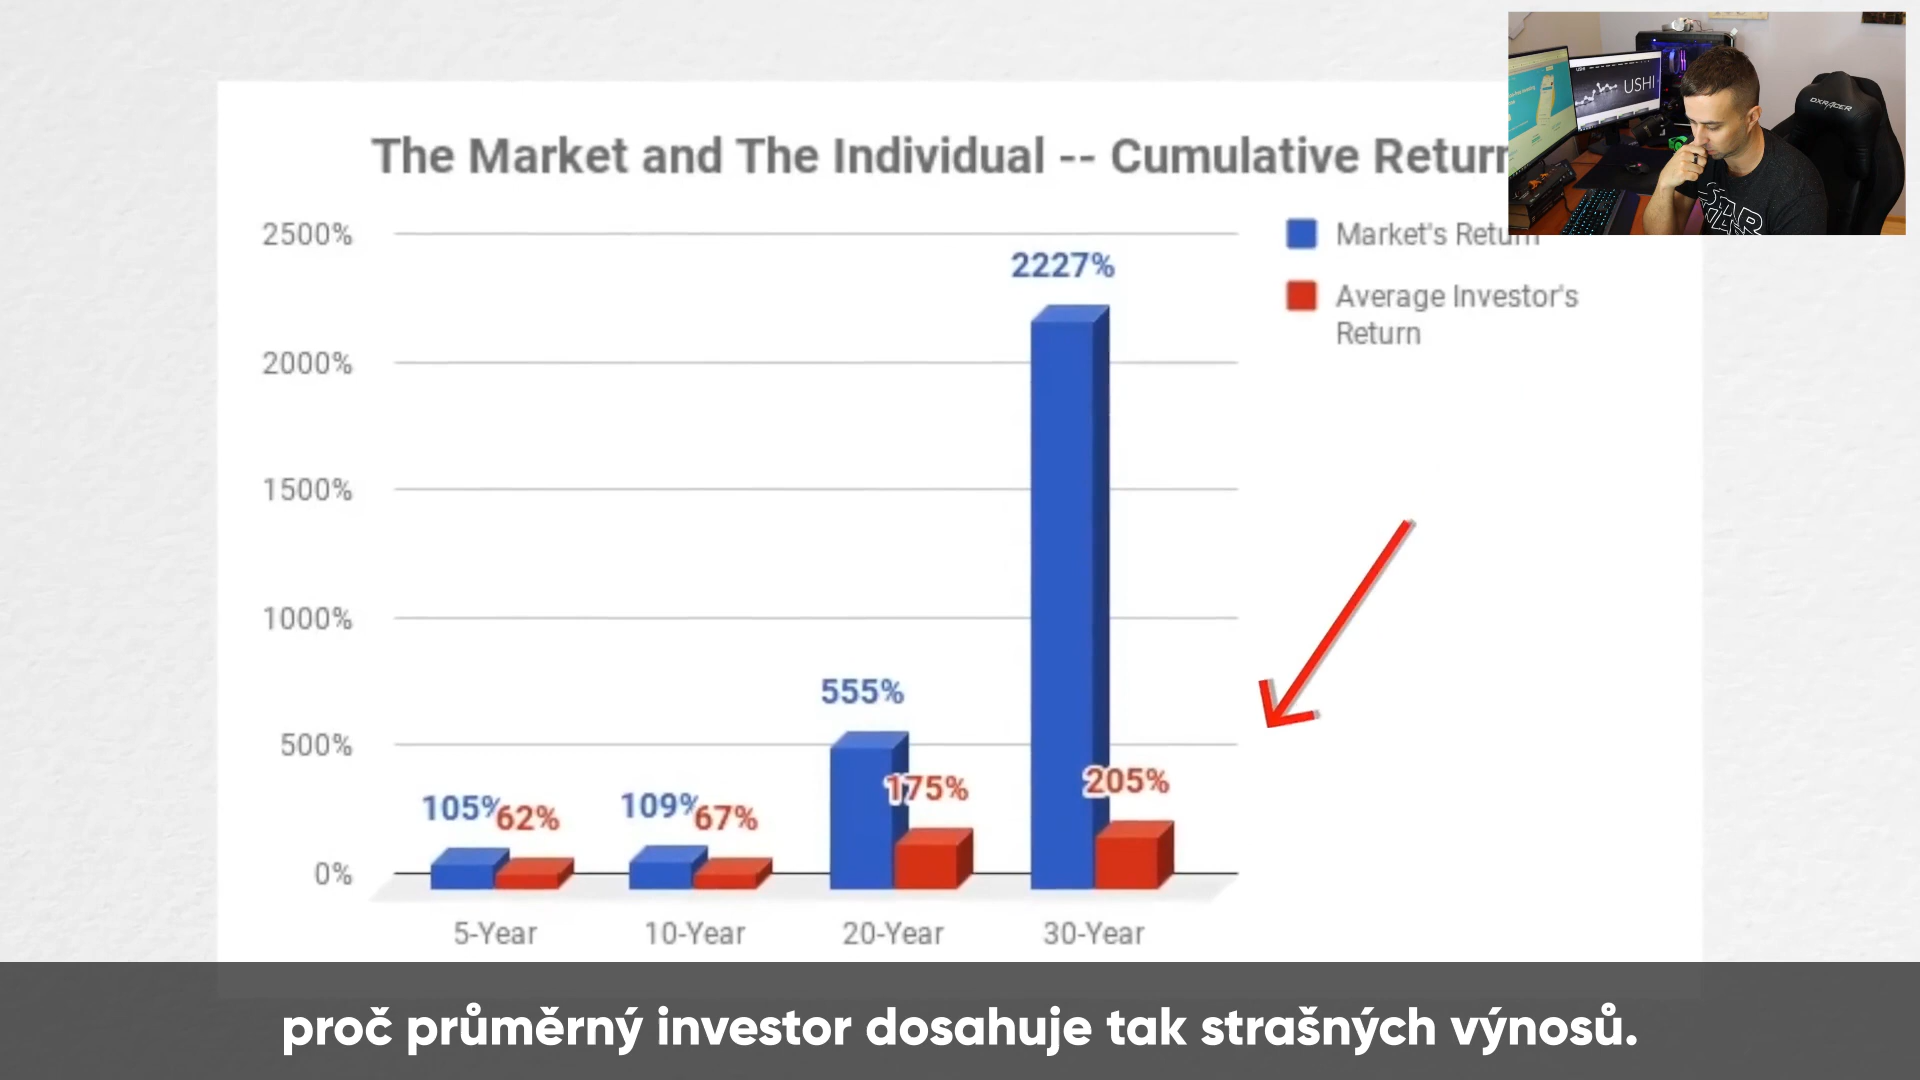 The Market and The Individual -- Cumulative Return
2500%
2000%
1500%
1000%
500%
0%
2227%
555%
175%
205%
105%
62%
109%
67%
5-Year
10-Year
20-Year
30-Year
Market's Return
Average Investor's
Return
USHI
DXRACER
STAR
proč průměrný investor dosahuje tak strašných výnosů.